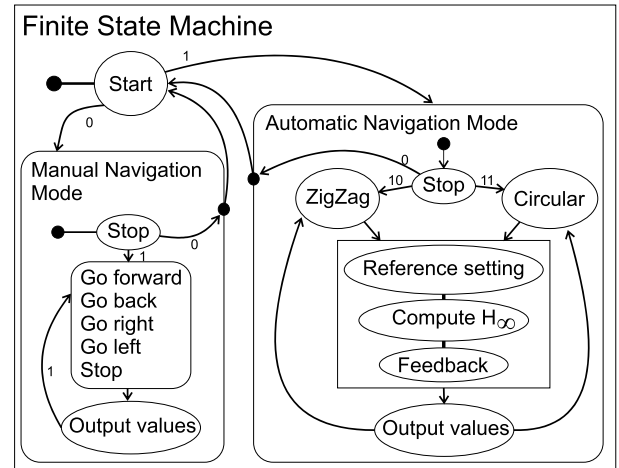 Finite State Machine
Start
1
0
Manual Navigation
Mode
Stop
0
1
Go forward
Go back
Go right
Go left
Stop
1
Output values
Automatic Navigation Mode
0
Stop
10
11
ZigZag
Circular
Reference setting
Compute H∞
Feedback
Output values